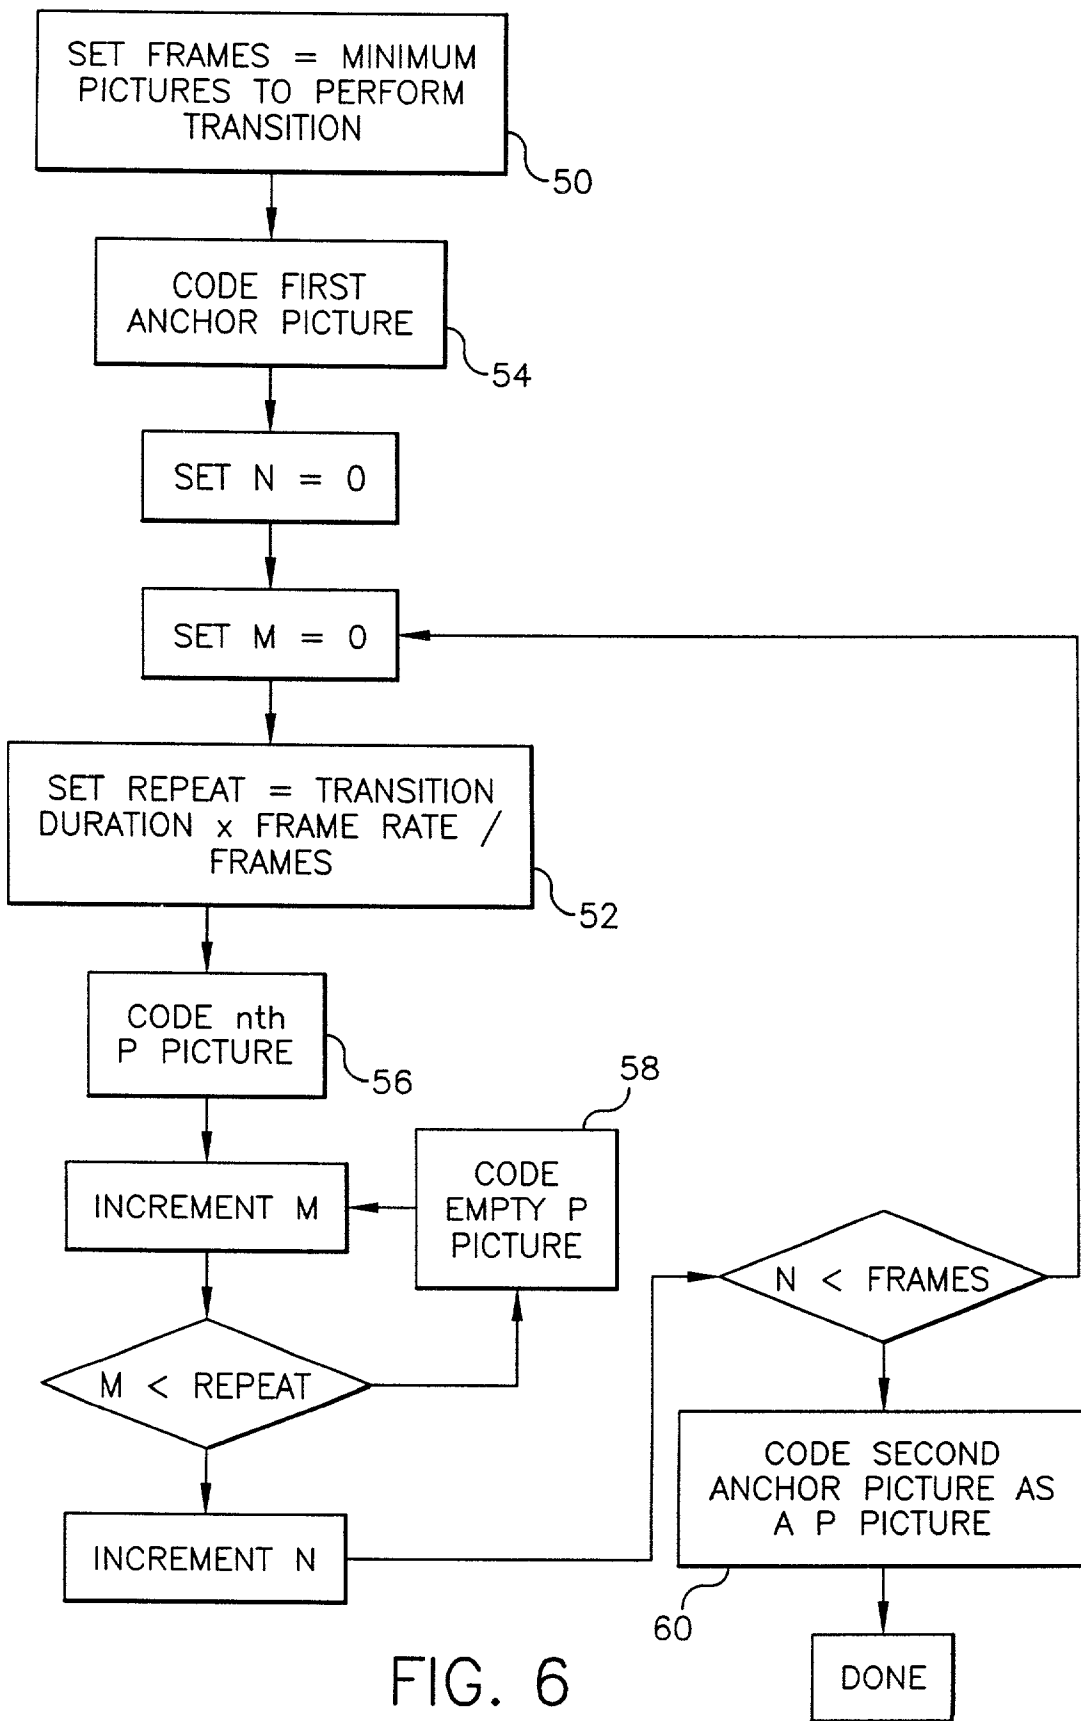 SET FRAMES = MINIMUM
PICTURES TO PERFORM
TRANSITION
50
CODE FIRST
ANCHOR PICTURE
54
SET N = 0
SET M = 0
SET REPEAT = TRANSITION
DURATION x FRAME RATE /
FRAMES
52
CODE nth
P PICTURE
56
58
CODE
EMPTY P
PICTURE
INCREMENT M
N < FRAMES
M < REPEAT
CODE SECOND
ANCHOR PICTURE AS
A P PICTURE
INCREMENT N
60
DONE
FIG. 6